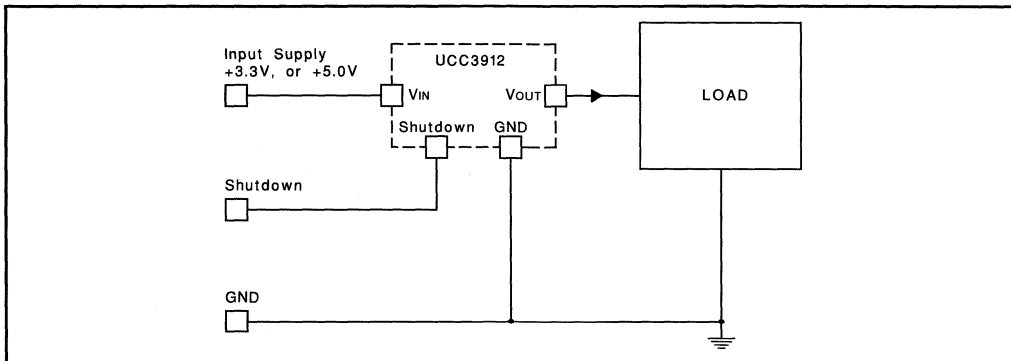 Input Supply
+3.3V, or +5.0V
UCC3912
VIN
VOUT
LOAD
Shutdown
GND
Shutdown
GND